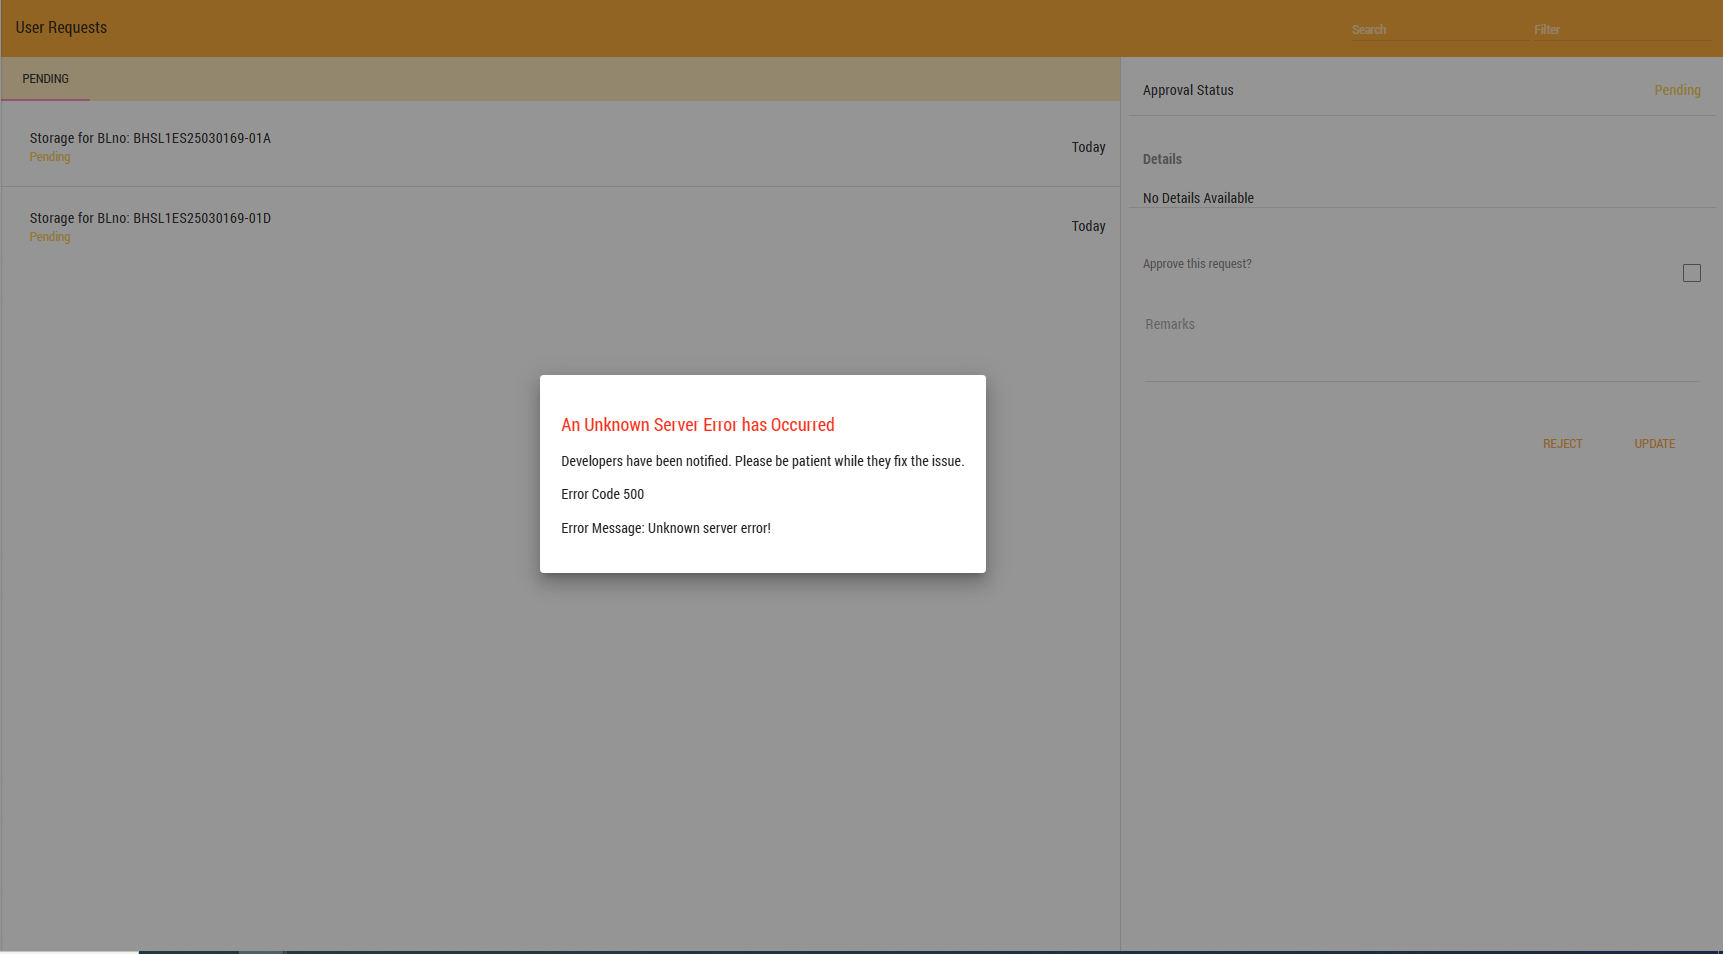 User Requests
Search
Filter
PENDING
Storage for BLno: BHSL1ES25030169-01A
Pending
Today
Storage for BLno: BHSL1ES25030169-01D
Pending
Today
Approval Status
Pending
Details
No Details Available
Approve this request?
Remarks
REJECT
UPDATE
An Unknown Server Error has Occurred
Developers have been notified. Please be patient while they fix the issue.
Error Code 500
Error Message: Unknown server error!